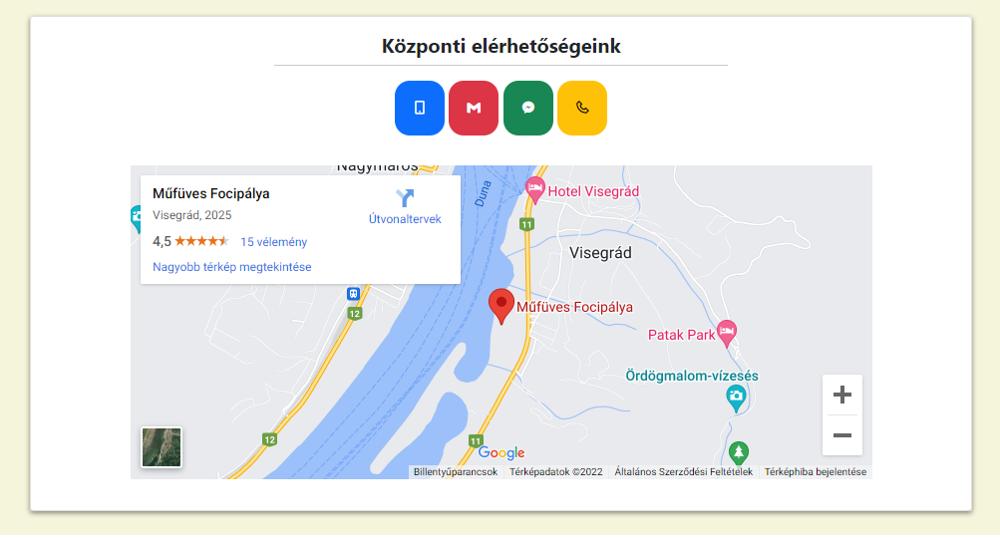 Központi elérhetőségeink
Nagymaros
Műfüves Focipálya
Visegrád, 2025
4,5
15 vélemény
Nagyobb térkép megtekintése
Útvonaltervek
Duna
Hotel Visegrád
11
Visegrád
12
Műfüves Focipálya
Patak Park
Ördögmalom-vízesés
12
11
Google
Billentyűparancsok
Térképadatok ©2022
Általános Szerződési Feltételek
Térképhiba bejelentése